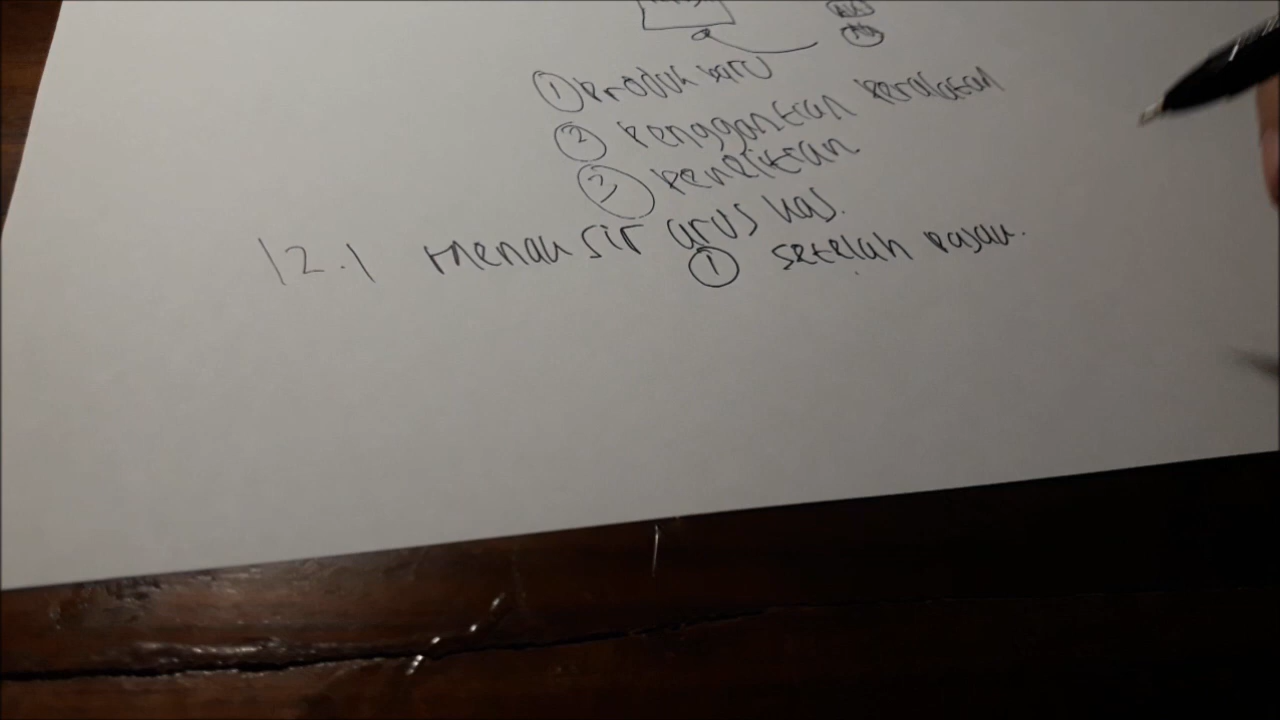 ① Produk baru
② Penggantian Peralatan
③ Penelitian
12.1 Menaksir arus kas.
① setelah Pajak.